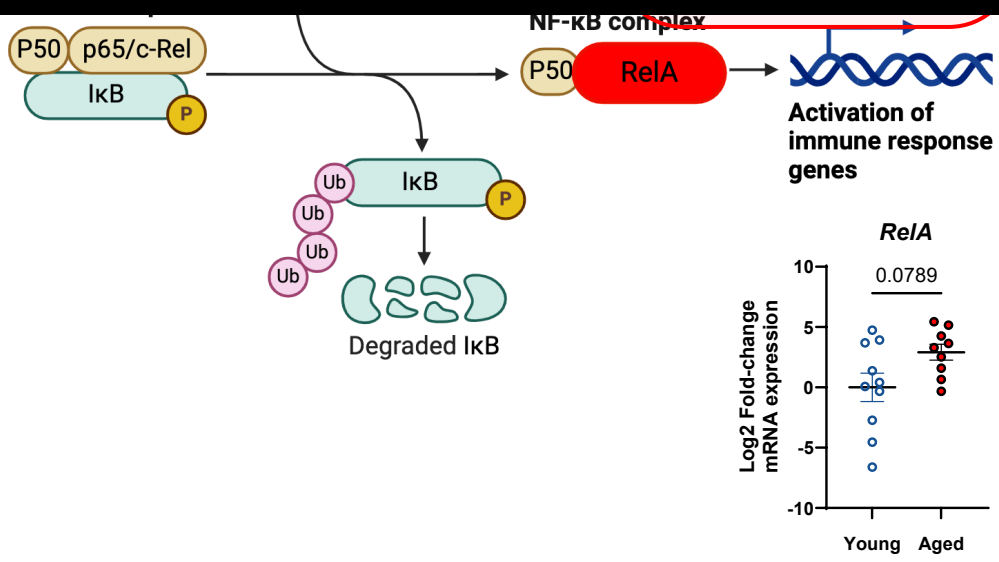 NF-κB complex
P50
p65/c-Rel
IκB
P
P50
RelA
Activation of
immune response
genes
Ub
IκB
P
Ub
Ub
Ub
Degraded IκB
RelA
0.0789
10
5
0
-5
-10
Log2 Fold-change
mRNA expression
Young
Aged